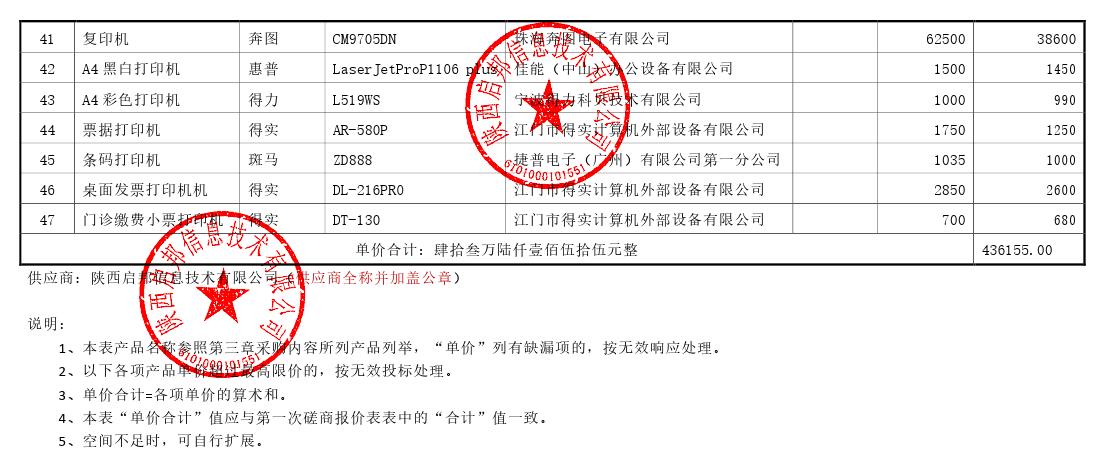 41 复印机 奔图 CM9705DN 珠海奔图电子有限公司 62500 38600
42 A4黑白打印机 惠普 LaserJetProP1106 plus 佳能（中山）办公设备有限公司 1500 1450
43 A4彩色打印机 得力 L519WS 宁波得力科贝技术有限公司 1000 990
44 票据打印机 得实 AR-580P 江门市得实计算机外部设备有限公司 1750 1250
45 条码打印机 斑马 ZD888 捷普电子（广州）有限公司第一分公司 1035 1000
46 桌面发票打印机机 得实 DL-216PRO 江门市得实计算机外部设备有限公司 2850 2600
47 门诊缴费小票打印机 得实 DT-130 江门市得实计算机外部设备有限公司 700 680
单价合计：肆拾叁万陆仟壹佰伍拾伍元整 436155.00
陕西启邦信息技术有限公司
6101000101551
供应商：陕西启邦信息技术有限公司（供应商全称并加盖公章）
陕西启邦信息技术有限公司
6101000101551
说明：
1、本表产品名称参照第三章采购内容所列产品列举，“单价”列有缺漏项的，按无效响应处理。
2、以下各项产品单价超过最高限价的，按无效投标处理。
3、单价合计=各项单价的算术和。
4、本表“单价合计”值应与第一次磋商报价表表中的“合计”值一致。
5、空间不足时，可自行扩展。